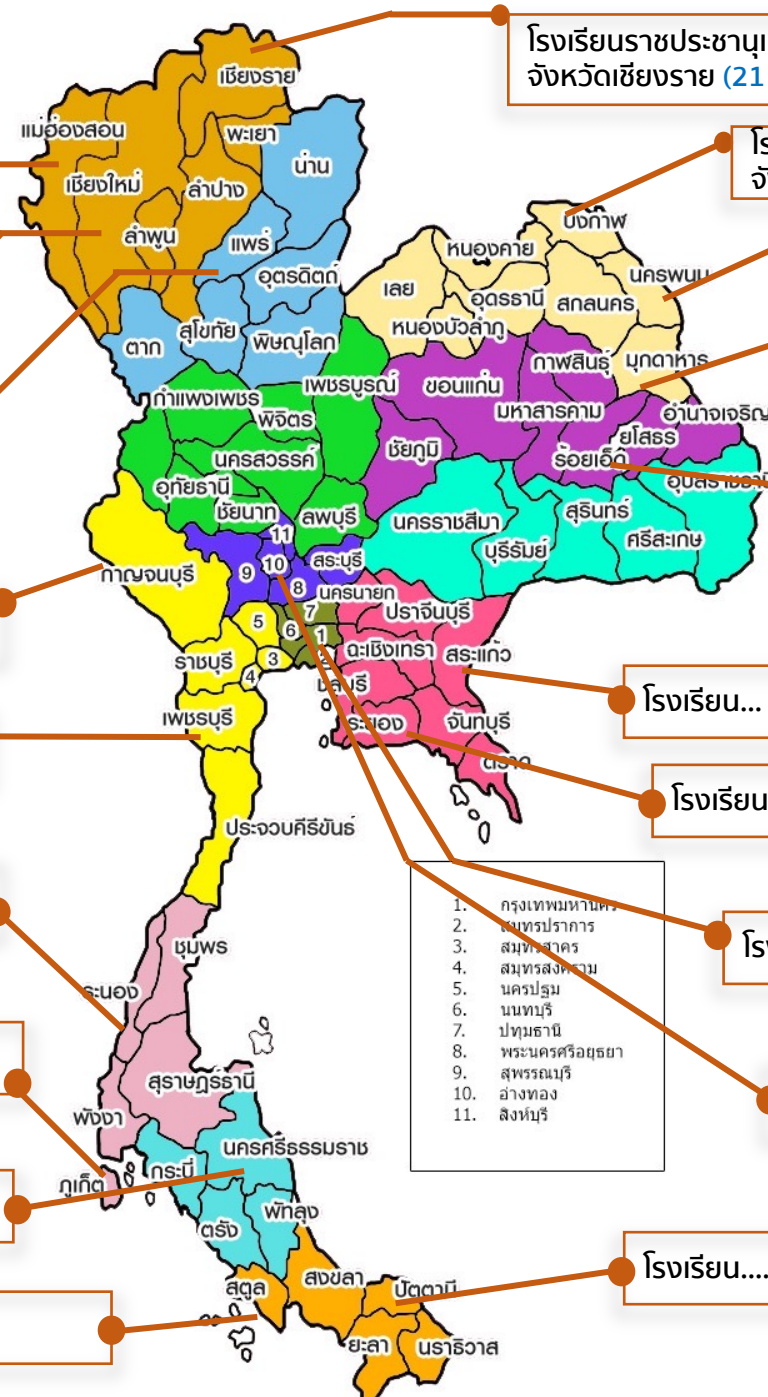 โรงเรียนราชประชานุเ
จังหวัดเชียงราย (21
เชียงราย
แม่ฮ่องสอน
พะเยา
น่าน
เชียงใหม่
ลำปาง
ลำพูน
แพร่
อุตรดิตถ์
ตาก
สุโขทัย
พิษณุโลก
โร
จั
บึงกาฬ
หนองคาย
นครพนม
เลย
อุดรธานี
สกลนคร
หนองบัวลำภู
กาฬสินธุ์
มุกดาหาร
เพชรบูรณ์
ขอนแก่น
กำแพงเพชร
พิจิตร
มหาสารคาม
อำนาจเจริญ
ยโสธร
นครสวรรค์
ชัยภูมิ
ร้อยเอ็ด
อุทัยธานี
อุบลราชธานี
ชัยนาท
ลพบุรี
นครราชสีมา
สุรินทร์
บุรีรัมย์
ศรีสะเกษ
11
10
สระบุรี
9
8
กาญจนบุรี
นครนายก
ปราจีนบุรี
7
5
6
1
ฉะเชิงเทรา
สระแก้ว
ราชบุรี
3
2
4
ชลบุรี
เพชรบุรี
ระยอง
จันทบุรี
ตราด
โรงเรียน...
โรงเรียน
ประจวบคีรีขันธ์
1. กรุงเทพมหานคร
2. สมุทรปราการ
3. สมุทรสาคร
4. สมุทรสงคราม
5. นครปฐม
6. นนทบุรี
7. ปทุมธานี
8. พระนครศรีอยุธยา
9. สุพรรณบุรี
10. อ่างทอง
11. สิงห์บุรี
โร
ชุมพร
ระนอง
สุราษฎร์ธานี
พังงา
นครศรีธรรมราช
ภูเก็ต
กระบี่
ตรัง
พัทลุง
สตูล
สงขลา
ปัตตานี
ยะลา
นราธิวาส
โรงเรียน....